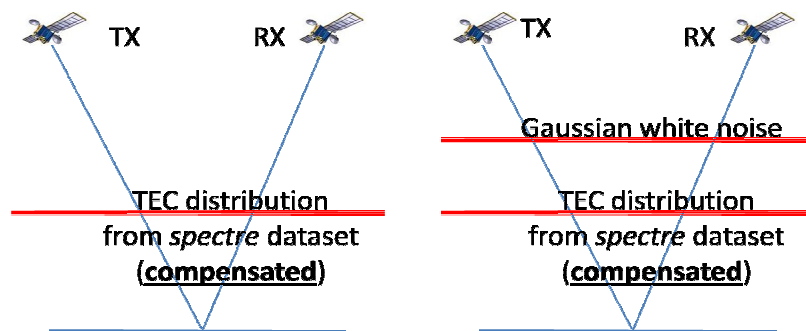 TX
RX
TEC distribution
from spectre dataset
(compensated)
TX
RX
Gaussian white noise
TEC distribution
from spectre dataset
(compensated)